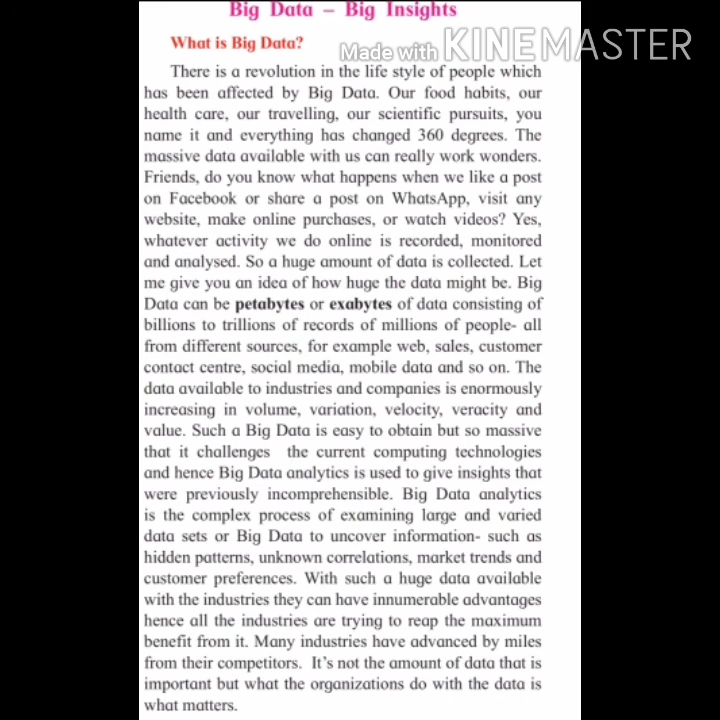 Big Data – Big Insights
What is Big Data?
Made with KINEMASTER
There is a revolution in the life style of people which
has been affected by Big Data. Our food habits, our
health care, our travelling, our scientific pursuits, you
name it and everything has changed 360 degrees. The
massive data available with us can really work wonders.
Friends, do you know what happens when we like a post
on Facebook or share a post on WhatsApp, visit any
website, make online purchases, or watch videos? Yes,
whatever activity we do online is recorded, monitored
and analysed. So a huge amount of data is collected. Let
me give you an idea of how huge the data might be. Big
Data can be petabytes or exabytes of data consisting of
billions to trillions of records of millions of people- all
from different sources, for example web, sales, customer
contact centre, social media, mobile data and so on. The
data available to industries and companies is enormously
increasing in volume, variation, velocity, veracity and
value. Such a Big Data is easy to obtain but so massive
that it challenges the current computing technologies
and hence Big Data analytics is used to give insights that
were previously incomprehensible. Big Data analytics
is the complex process of examining large and varied
data sets or Big Data to uncover information- such as
hidden patterns, unknown correlations, market trends and
customer preferences. With such a huge data available
with the industries they can have innumerable advantages
hence all the industries are trying to reap the maximum
benefit from it. Many industries have advanced by miles
from their competitors. It's not the amount of data that is
important but what the organizations do with the data is
what matters.